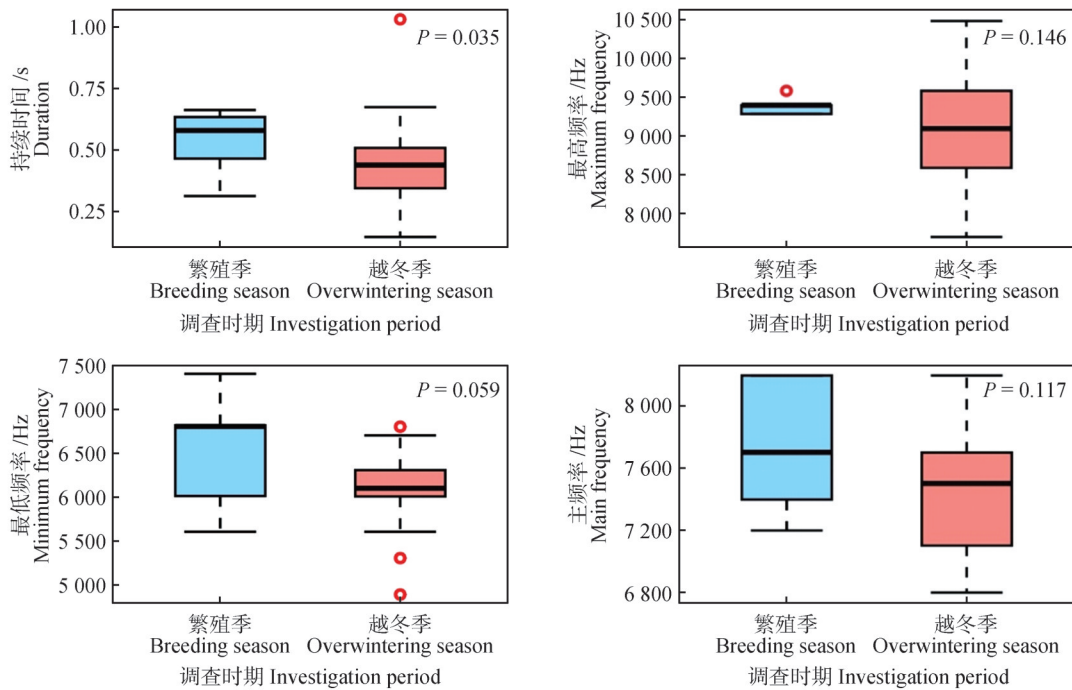 持续时间 /s
Duration
1.00
0.75
0.50
0.25
P = 0.035
繁殖季
Breeding season
越冬季
Overwintering season
调查时期 Investigation period
最高频率 /Hz
Maximum frequency
10 500
10 000
9 500
9 000
8 500
8 000
P = 0.146
繁殖季
Breeding season
越冬季
Overwintering season
调查时期 Investigation period
最低频率 /Hz
Minimum frequency
7 500
7 000
6 500
6 000
5 500
5 000
P = 0.059
繁殖季
Breeding season
越冬季
Overwintering season
调查时期 Investigation period
主频率 /Hz
Main frequency
8 000
7 600
7 200
6 800
P = 0.117
繁殖季
Breeding season
越冬季
Overwintering season
调查时期 Investigation period